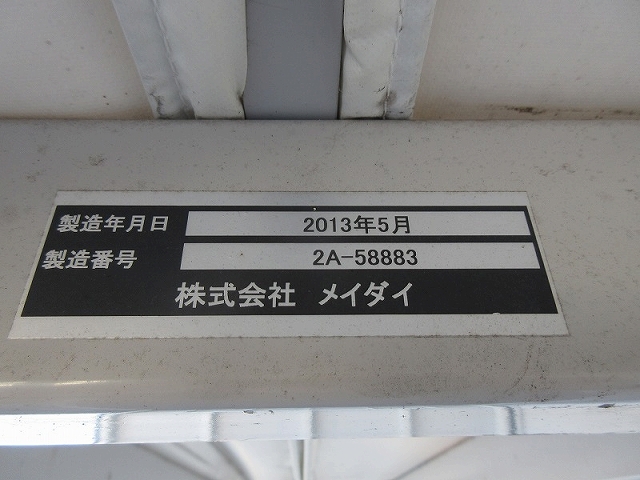 製造年月日 2013年5月
製造番号 2A-58883
株式会社 メイダイ